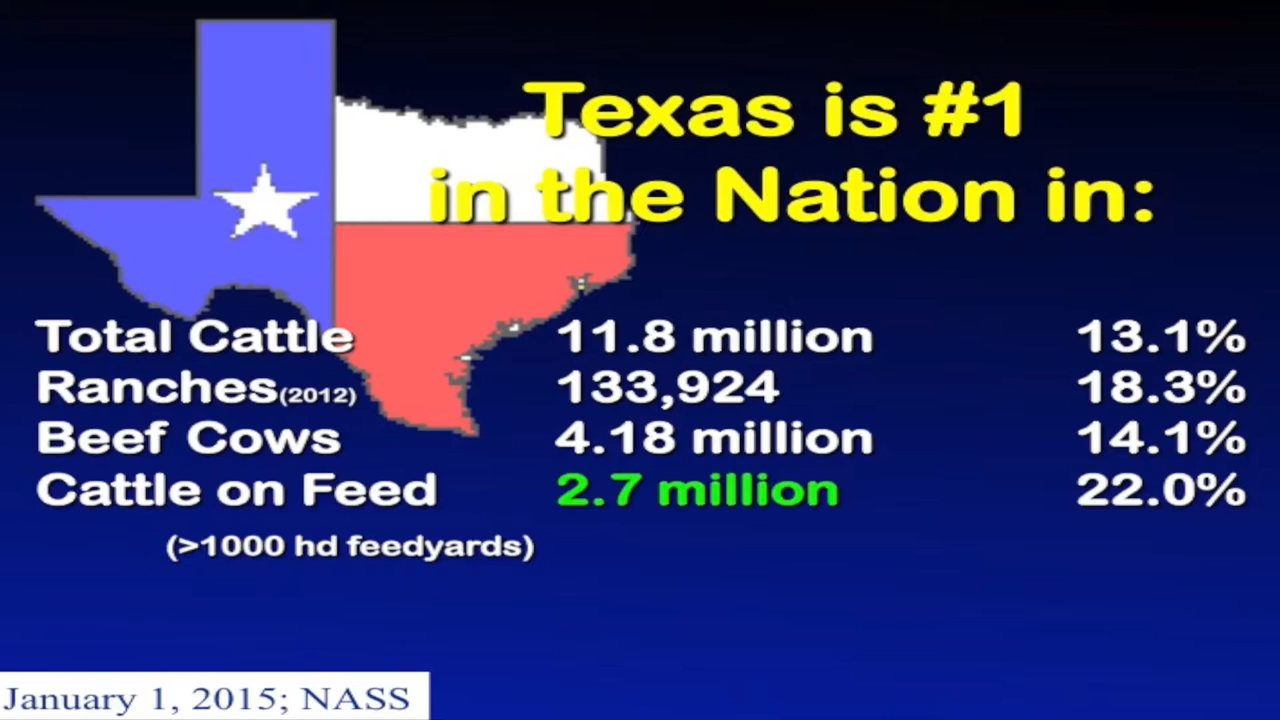 Texas is #1
in the Nation in:
Total Cattle 11.8 million 13.1%
Ranches(2012) 133,924 18.3%
Beef Cows 4.18 million 14.1%
Cattle on Feed 2.7 million 22.0%
(>1000 hd feedyards)
January 1, 2015; NASS